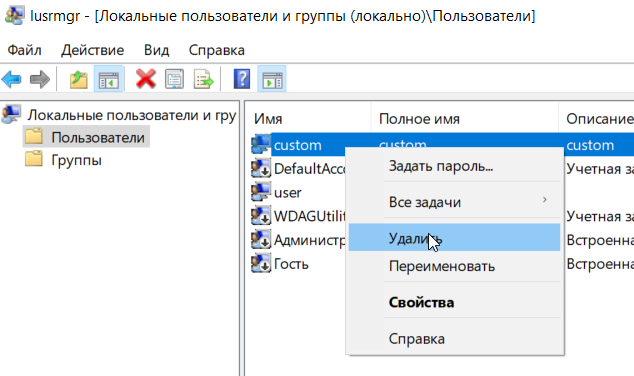 lusrmgr - [Локальные пользователи и группы (локально)\Пользователи]
Файл Действие Вид Справка
Локальные пользователи и гру
Пользователи
Группы
Имя Полное имя Описание
custom custom custom
DefaultAcco Учетная за
user
WDAGUtilit Учетная за
Администр Встроенна
Гость Встроенна
Задать пароль...
Все задачи
Удалить
Переименовать
Свойства
Справка